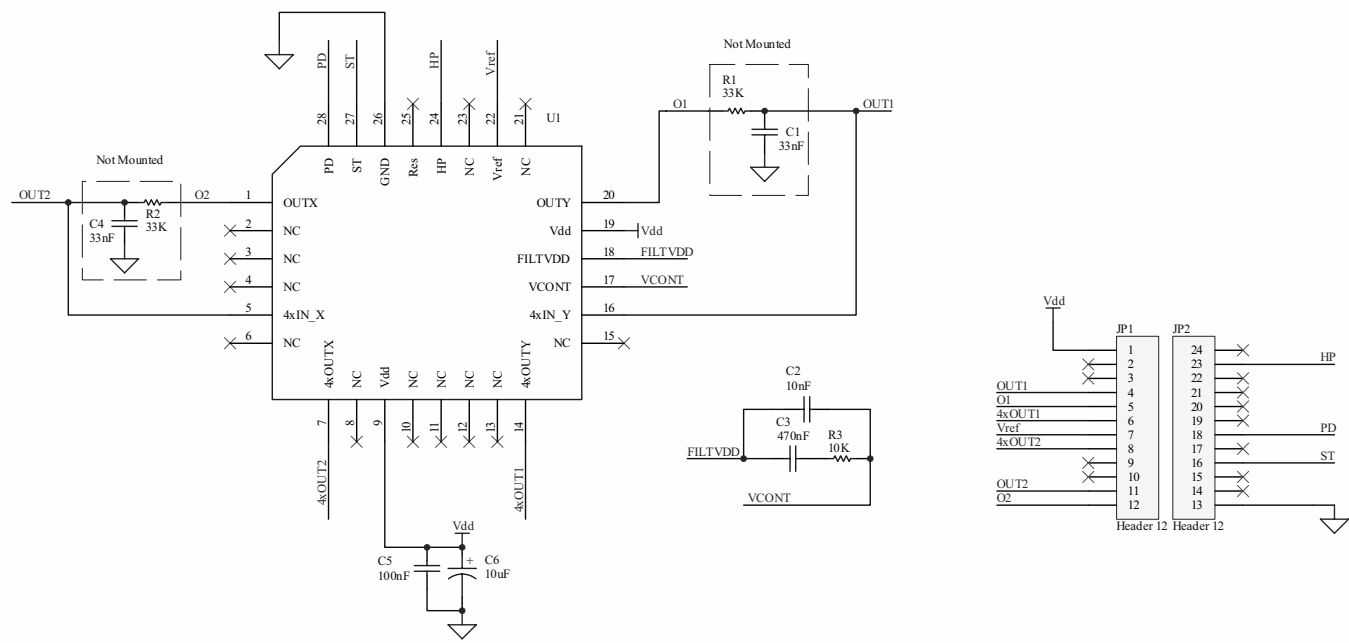 PD
ST
HP
Vref
28
27
26
25
24
23
22
21
U1
PD
ST
GND
Res
HP
NC
Vref
NC
Not Mounted
R1
33K
O1
OUT1
C1
33nF
Not Mounted
OUT2
O2
R2
33K
C4
33nF
1
2
3
4
5
6
OUTX
NC
NC
NC
4xIN_X
NC
OUTY
Vdd
FILTVDD
VCONT
4xIN_Y
NC
20
19
18
17
16
15
Vdd
FILTVDD
VCONT
4xOUTX
NC
Vdd
NC
NC
NC
NC
4xOUTY
7
8
9
10
11
12
13
14
4xOUT2
4xOUT1
Vdd
C5
100nF
C6
+
10uF
C2
10nF
C3
470nF
R3
10K
FILTVDD
VCONT
Vdd
JP1
1
2
3
4
5
6
7
8
9
10
11
12
Header 12
OUT1
O1
4xOUT1
Vref
4xOUT2
OUT2
O2
JP2
24
23
22
21
20
19
18
17
16
15
14
13
Header 12
HP
PD
ST